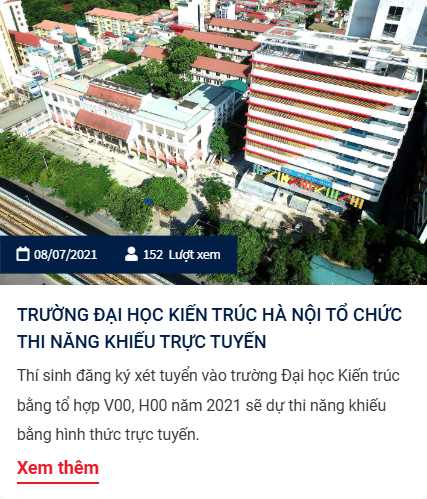 08/07/2021 152 Lượt xem
TRƯỜNG ĐẠI HỌC KIẾN TRÚC HÀ NỘI TỔ CHỨC
THI NĂNG KHIẾU TRỰC TUYẾN
Thí sinh đăng ký xét tuyển vào trường Đại học Kiến trúc
bằng tổ hợp V00, H00 năm 2021 sẽ dự thi năng khiếu
bằng hình thức trực tuyến.
Xem thêm